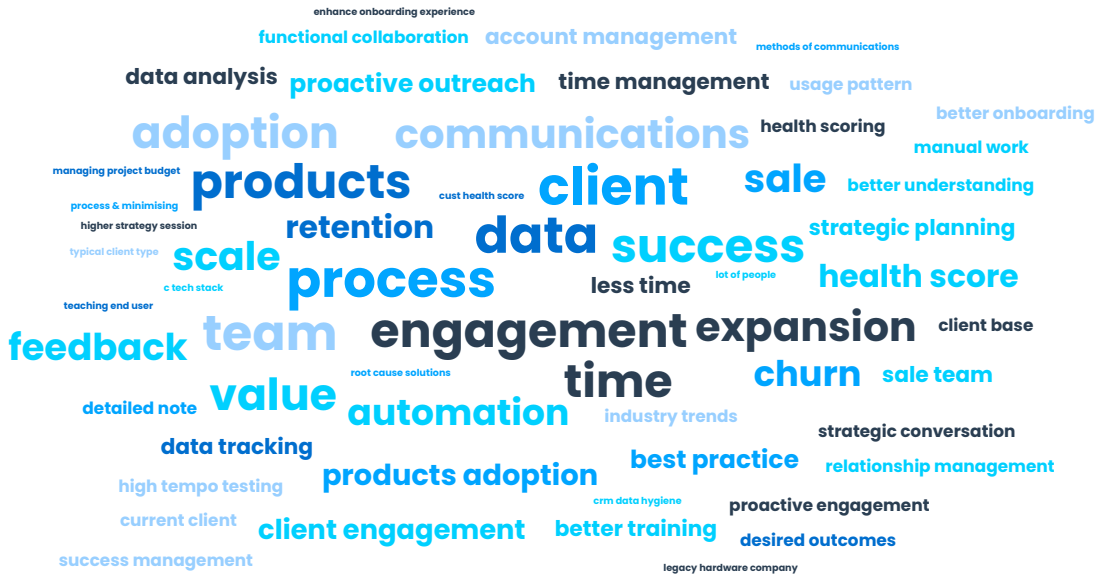 enhance onboarding experience
functional collaboration
account management
methods of communications
data analysis
proactive outreach
time management
usage pattern
better onboarding
adoption
communications
health scoring
manual work
managing project budget
products
cust health score
client
sale
better understanding
process & minimising
higher strategy session
retention
data
success
strategic planning
typical client type
scale
process
lot of people
health score
c tech stack
less time
teaching end user
feedback
team
engagement
expansion
client base
root cause solutions
time
churn
sale team
detailed note
value
automation
industry trends
strategic conversation
data tracking
products adoption
best practice
relationship management
high tempo testing
crm data hygiene
proactive engagement
current client
client engagement
better training
desired outcomes
success management
legacy hardware company